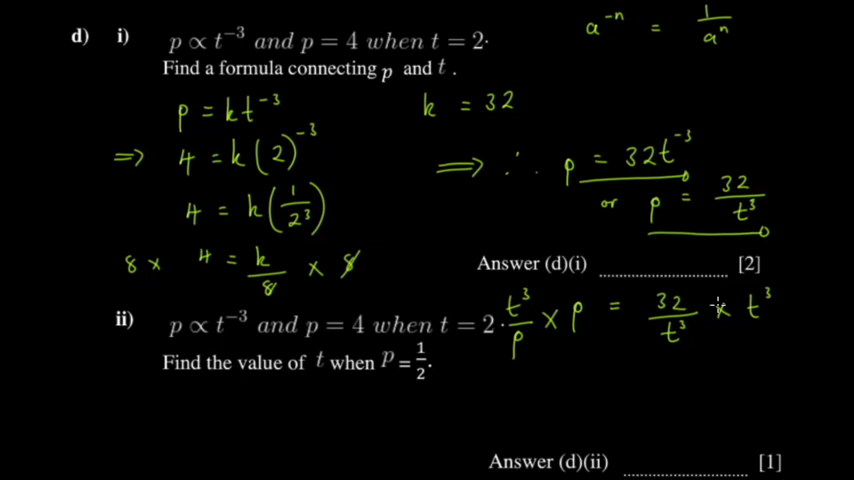 a⁻ⁿ = 1/aⁿ
d) i) p ∝ t⁻³ and p = 4 when t = 2.
Find a formula connecting p and t .
p = kt⁻³
⇒ 4 = k(2)⁻³
4 = k(1/2³)
8 × 4 = k/8 × 8
k = 32
⇒ ∴ p = 32t⁻³
or p = 32/t³
Answer (d)(i) .............................. [2]
ii) p ∝ t⁻³ and p = 4 when t = 2.
Find the value of t when p = 1/2.
t³/p × p = 32/t³ × t³
Answer (d)(ii) .............................. [1]